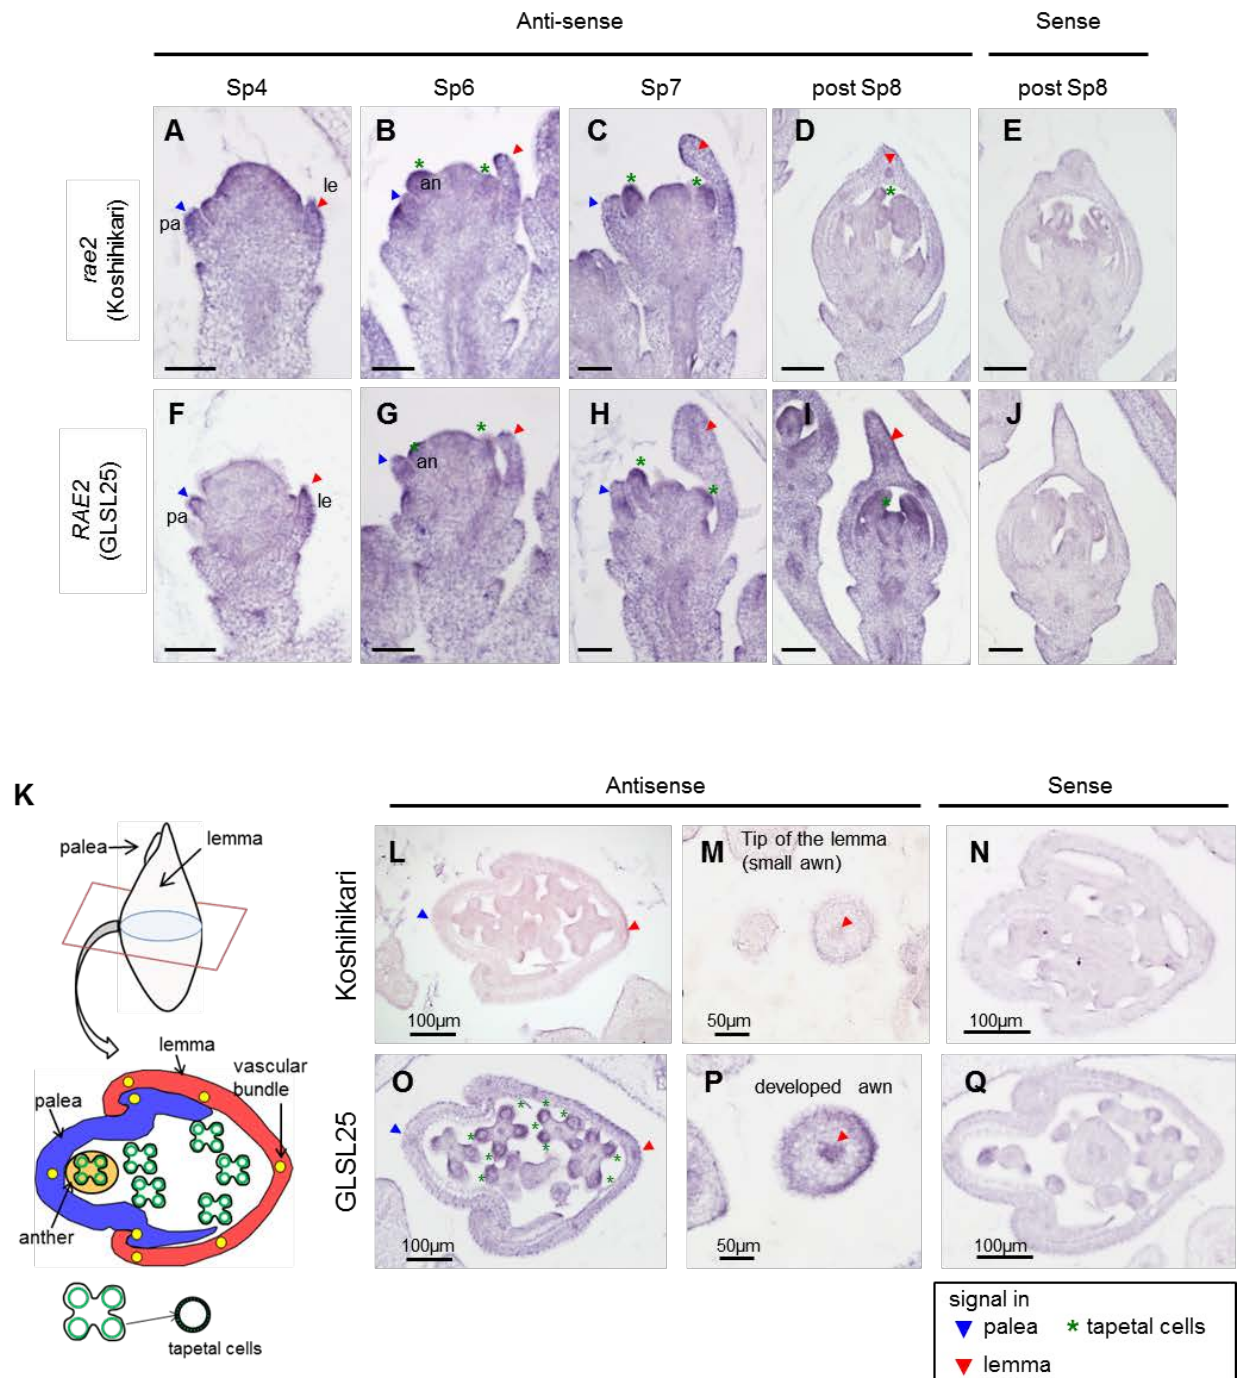 Anti-sense
Sense
Sp4
Sp6
Sp7
post Sp8
post Sp8
rae2
(Koshihikari)
A
pa
le
B
an
C
D
E
RAE2
(GLSL25)
F
pa
le
G
an
H
I
J
K
palea
lemma
lemma
vascular
bundle
palea
anther
tapetal cells
Antisense
Sense
Koshihikari
L
100μm
M
Tip of the lemma
(small awn)
50μm
N
100μm
GLSL25
O
100μm
P
developed awn
50μm
Q
100μm
signal in
palea
* tapetal cells
lemma